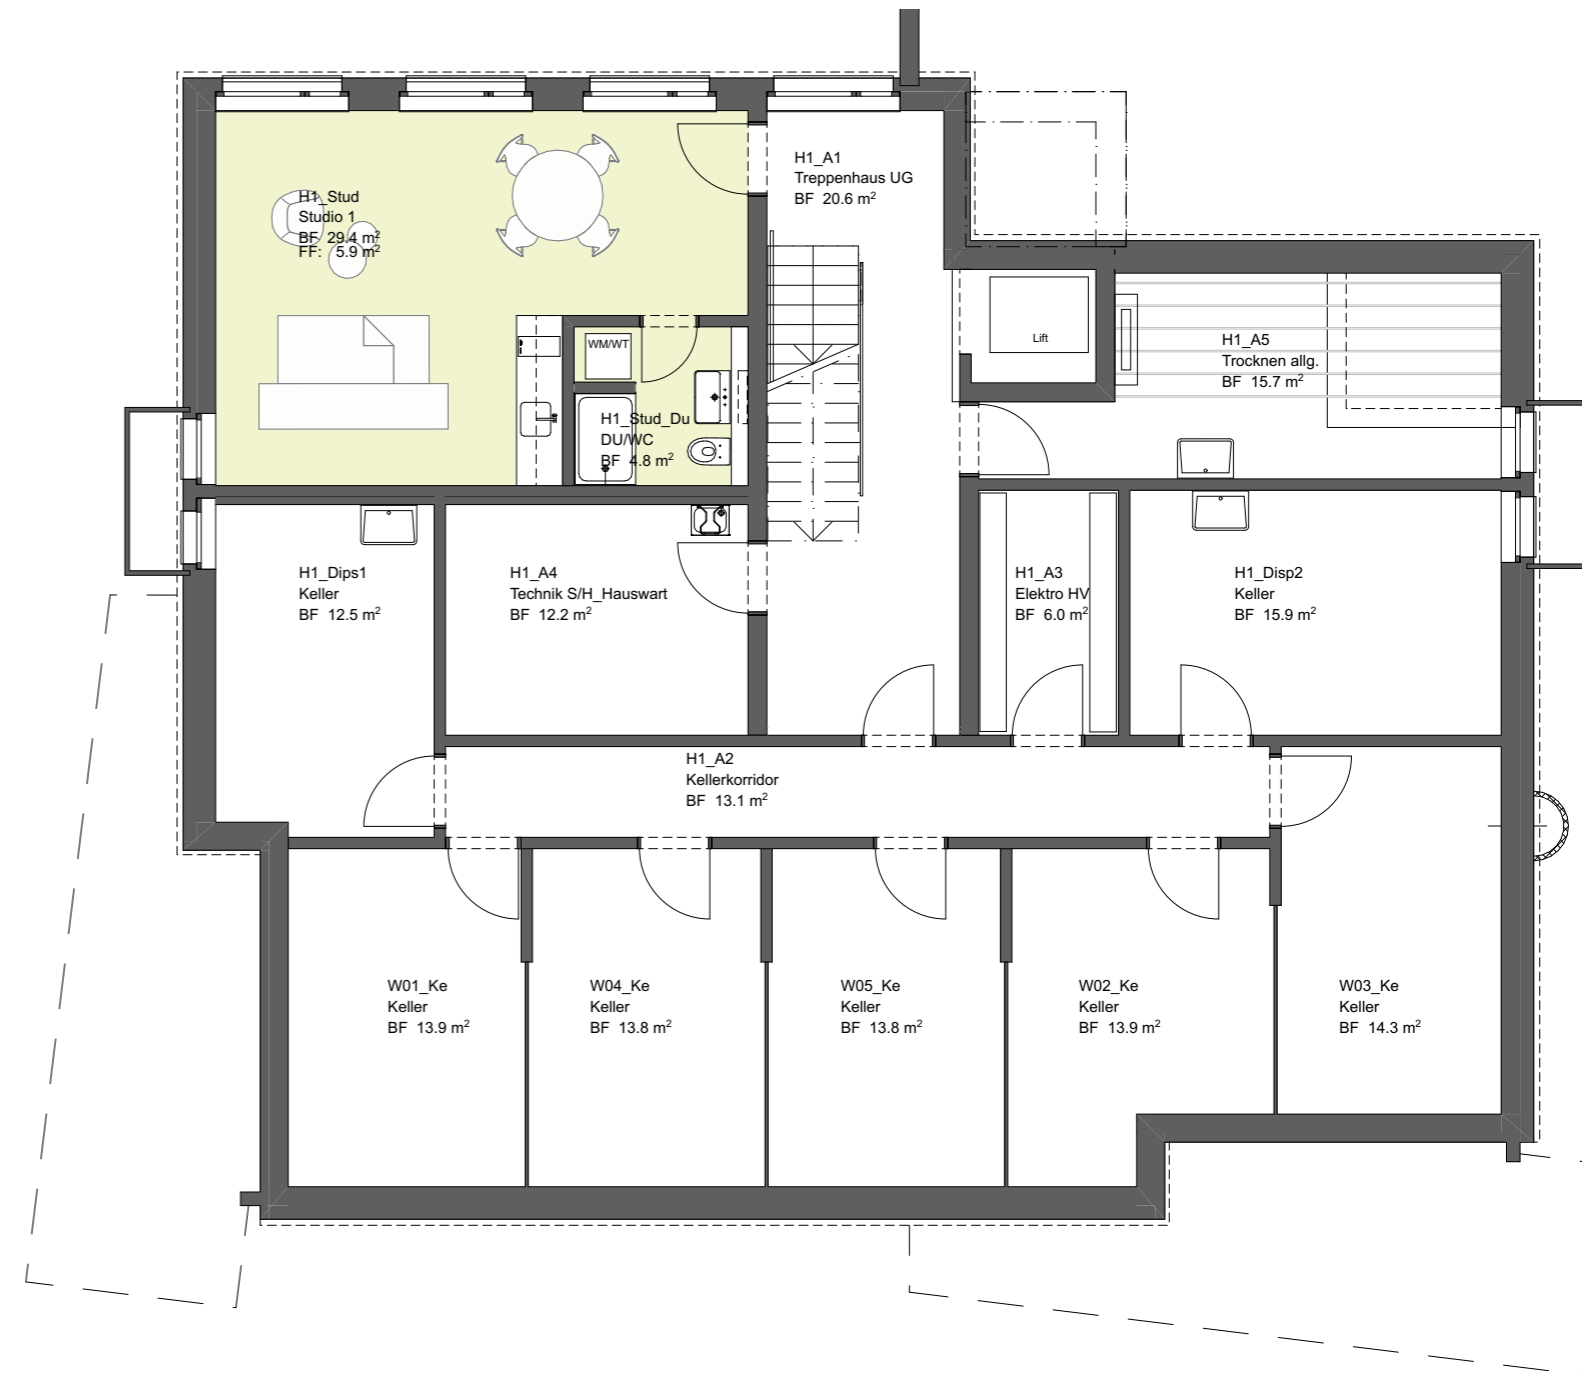 H1_A1
Treppenhaus UG
BF 20.6 m²
H1_Stud
Studio 1
BF 29.4 m²
FF: 5.9 m²
WM/WT
Lift
H1_A5
Trocknen allg.
BF 15.7 m²
H1_Stud_Du
DU/WC
BF 4.8 m²
H1_Dips1
Keller
BF 12.5 m²
H1_A4
Technik S/H_Hauswart
BF 12.2 m²
H1_A3
Elektro HV
BF 6.0 m²
H1_Disp2
Keller
BF 15.9 m²
H1_A2
Kellerkorridor
BF 13.1 m²
W01_Ke
Keller
BF 13.9 m²
W04_Ke
Keller
BF 13.8 m²
W05_Ke
Keller
BF 13.8 m²
W02_Ke
Keller
BF 13.9 m²
W03_Ke
Keller
BF 14.3 m²